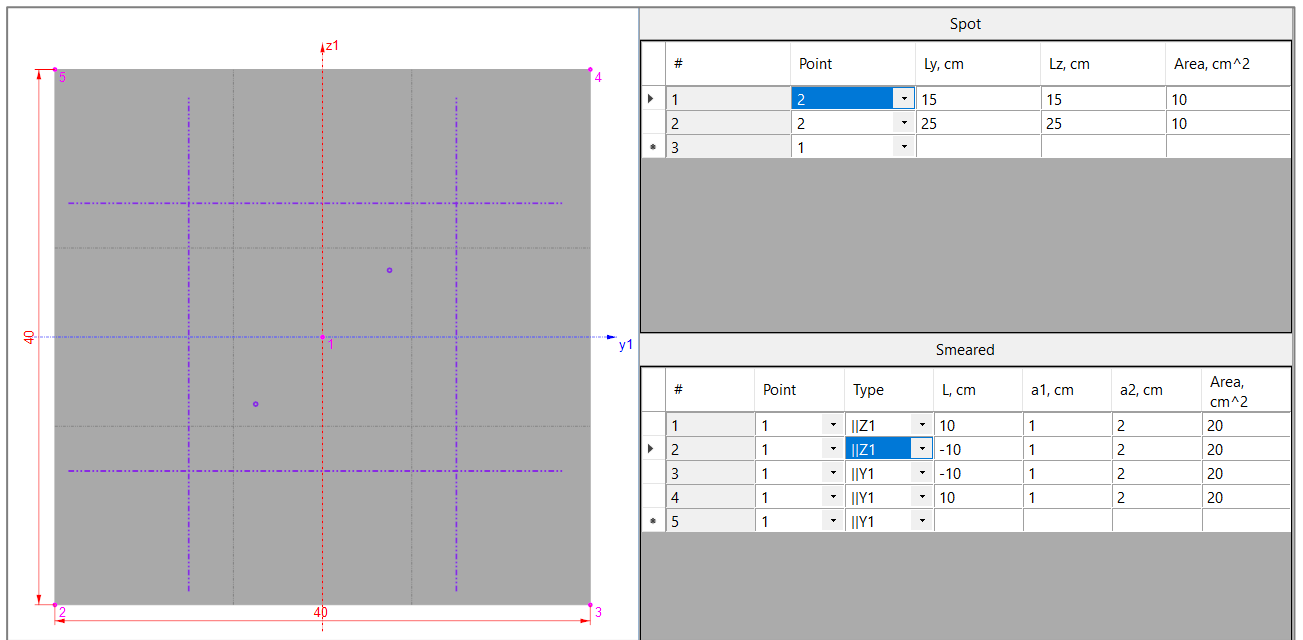 z1
5
4
40
1
y1
2
40
3
Spot
# Point Ly, cm Lz, cm Area, cm^2
1 2 15 15 10
2 2 25 25 10
3 1
Smeared
# Point Type L, cm a1, cm a2, cm Area, cm^2
1 1 ||Z1 10 1 2 20
2 1 ||Z1 -10 1 2 20
3 1 ||Y1 -10 1 2 20
4 1 ||Y1 10 1 2 20
5 1 ||Y1